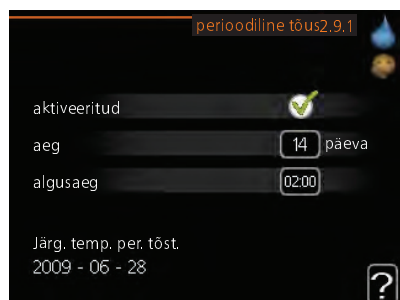 perioodiline tõus2.9.1
aktiveeritud
aeg 14 päeva
algusaeg 02:00
Järg. temp. per. tõst.
2009 - 06 - 28
?